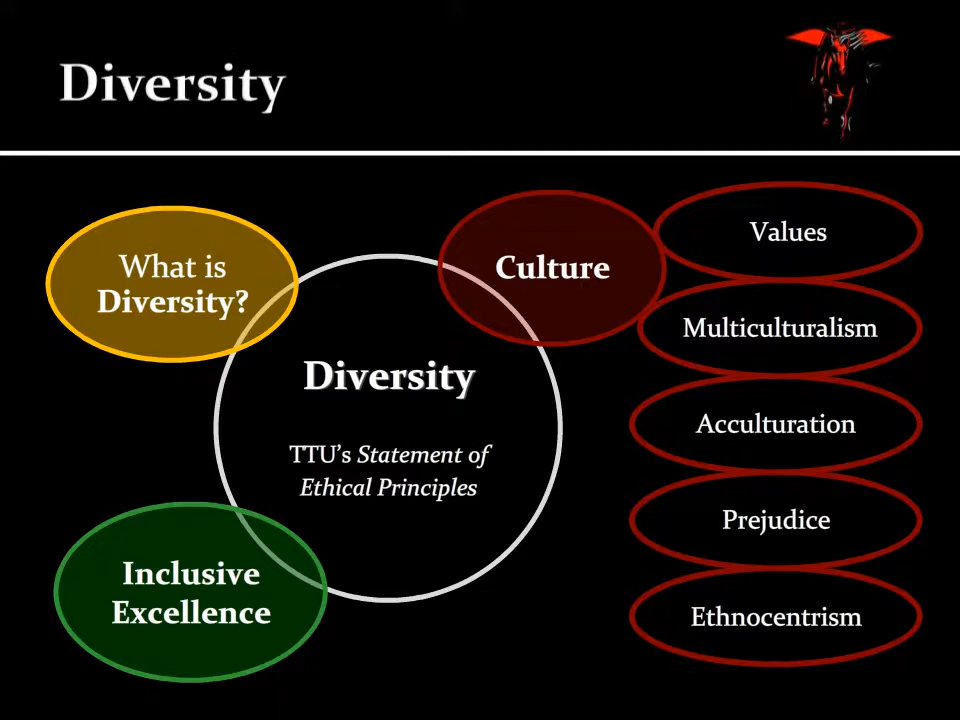 Diversity
What is
Diversity?
Culture
Diversity
TTU's Statement of
Ethical Principles
Inclusive
Excellence
Values
Multiculturalism
Acculturation
Prejudice
Ethnocentrism